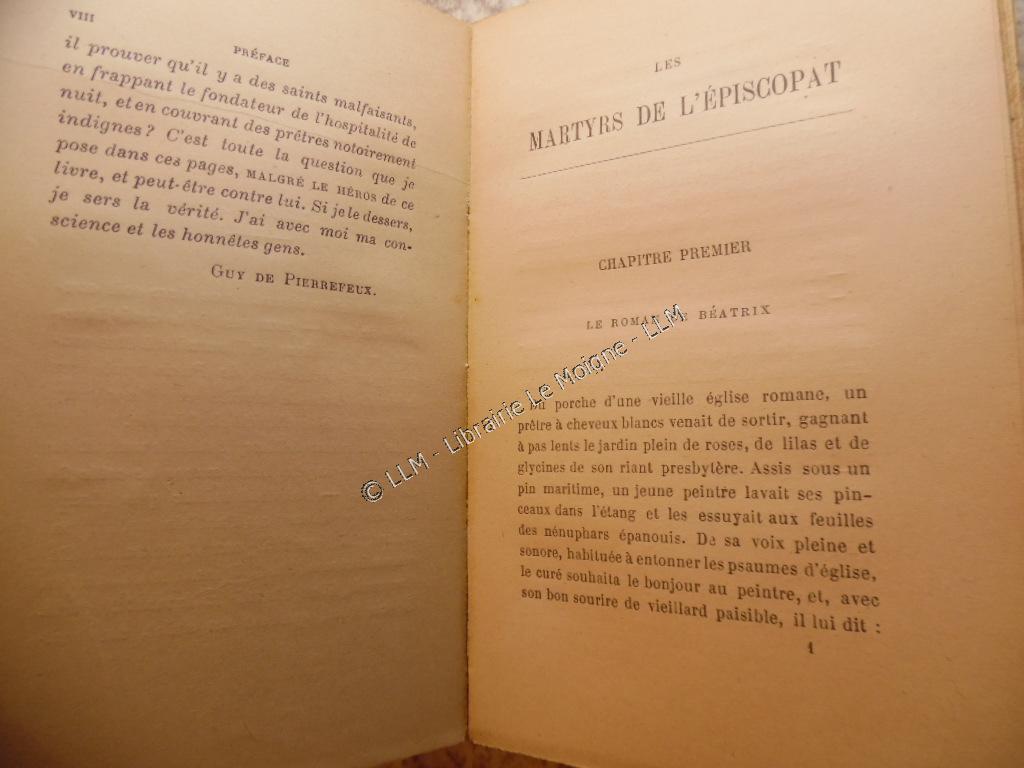 VIII
PRÉFACE
il prouver qu'il y a des saints malfaisants,
en frappant le fondateur de l'hospitalité de
nuit, et en couvrant des prêtres notoirement
indignes? C'est toute la question que je
pose dans ces pages, MALGRÉ LE HÉROS de ce
livre, et peut-être contre lui. Si je le dessers,
je sers la vérité. J'ai avec moi ma con-
science et les honnêtes gens.
GUY DE PIERREFEUX.
LES
MARTYRS DE L'ÉPISCOPAT
CHAPITRE PREMIER
LE ROMAN DE BÉATRIX
Du porche d'une vieille église romane, un
prêtre à cheveux blancs venait de sortir, gagnant
à pas lents le jardin plein de roses, de lilas et de
glycines de son riant presbytère. Assis sous un
pin maritime, un jeune peintre lavait ses pin-
ceaux dans l'étang et les essuyait aux feuilles
des nénuphars épanouis. De sa voix pleine et
sonore, habituée à entonner les psaumes d'église,
le curé souhaita le bonjour au peintre, et, avec
son bon sourire de vieillard paisible, il lui dit :
1
© LLM - Librairie Le Moigne - LLM